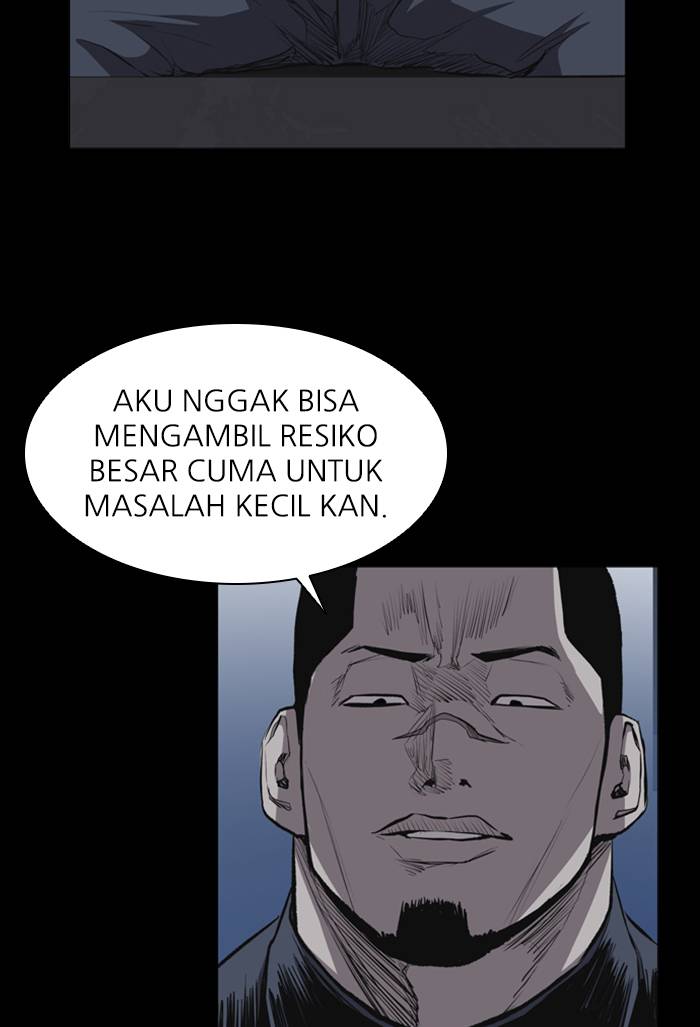 AKU NGGAK BISA
MENGAMBIL RESIKO
BESAR CUMA UNTUK
MASALAH KECIL KAN.